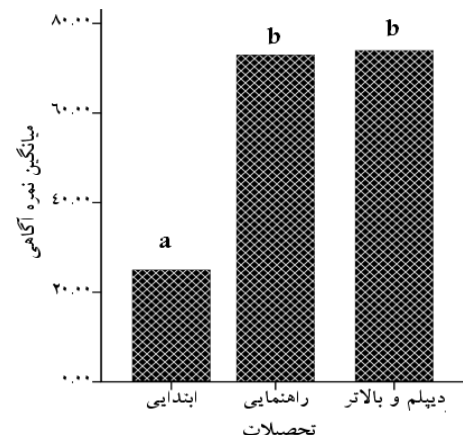 میانگین نمره آگاهی
۸۰.۰۰
۶۰.۰۰
۴۰.۰۰
۲۰.۰۰
۰.۰۰
a
b
b
ابتدایی
راهنمایی
دیپلم و بالاتر
تحصیلات